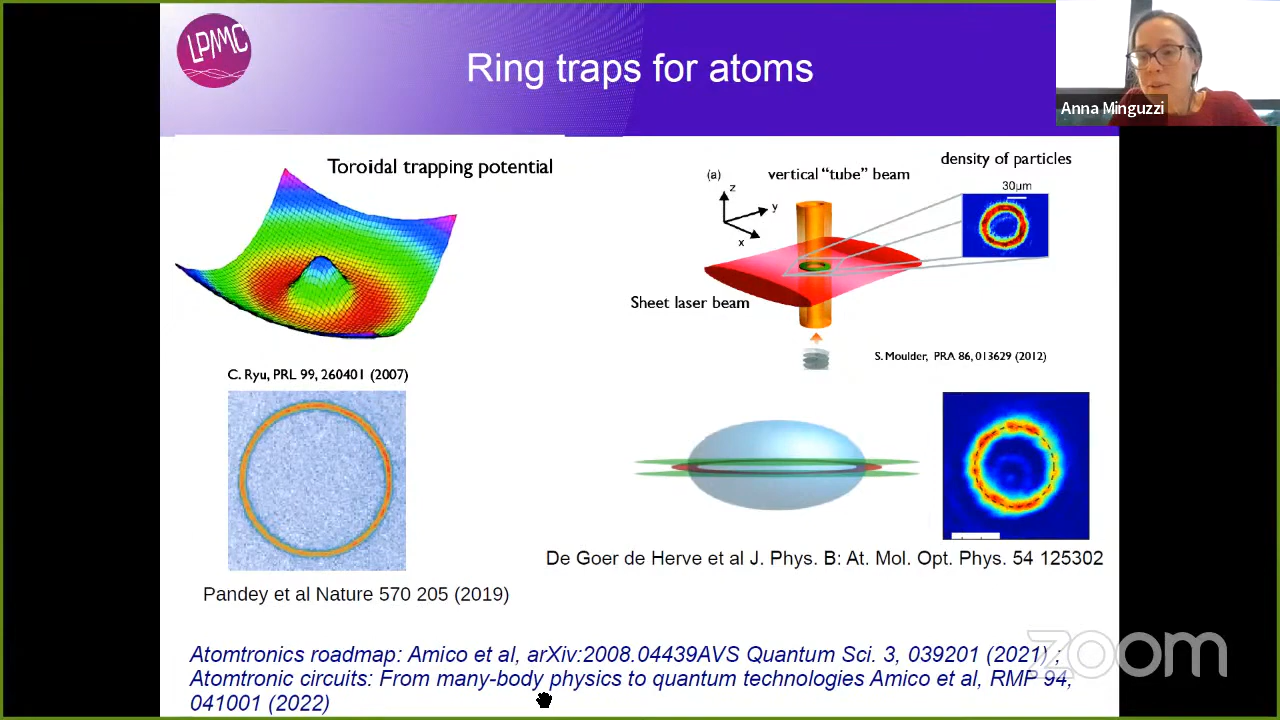 LPMMC
Ring traps for atoms
Anna Minguzzi
Toroidal trapping potential
C. Ryu, PRL 99, 260401 (2007)
Pandey et al Nature 570 205 (2019)
(a)
z
y
x
vertical “tube” beam
density of particles
30μm
Sheet laser beam
S. Moulder, PRA 86, 013629 (2012)
De Goer de Herve et al J. Phys. B: At. Mol. Opt. Phys. 54 125302
Atomtronics roadmap: Amico et al, arXiv:2008.04439AVS Quantum Sci. 3, 039201 (2021) ;
Atomtronic circuits: From many-body physics to quantum technologies Amico et al, RMP 94,
041001 (2022)
zoom